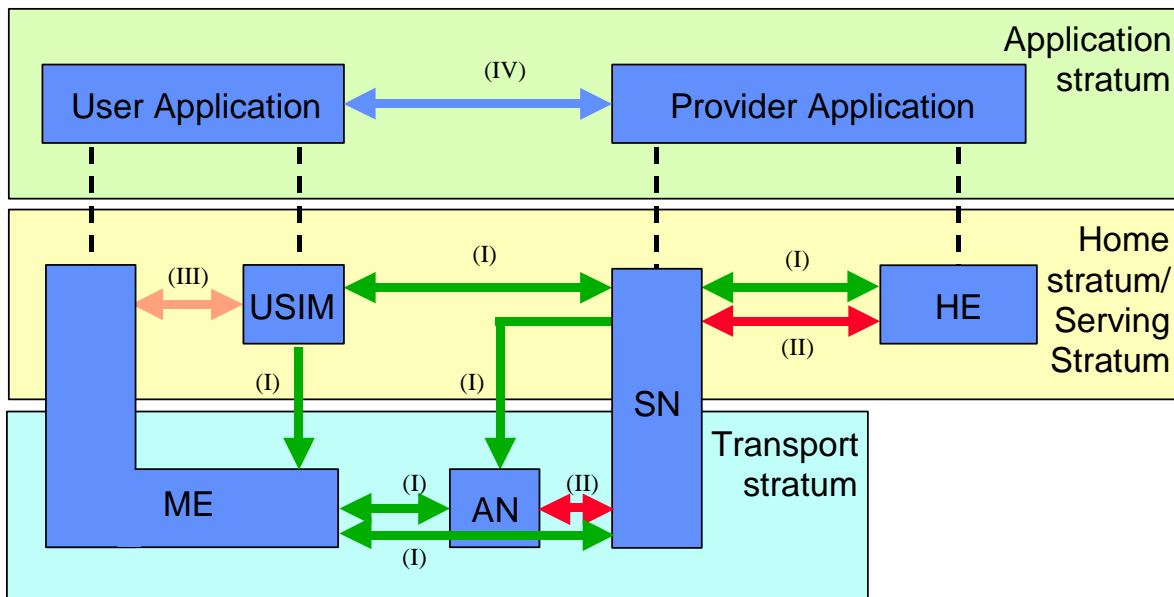 Application
stratum
(IV)
User Application
Provider Application
Home
stratum/
Serving
Stratum
(I)
(I)
(III)
USIM
HE
(II)
(I)
(I)
SN
Transport
stratum
ME
(I)
AN
(II)
(I)